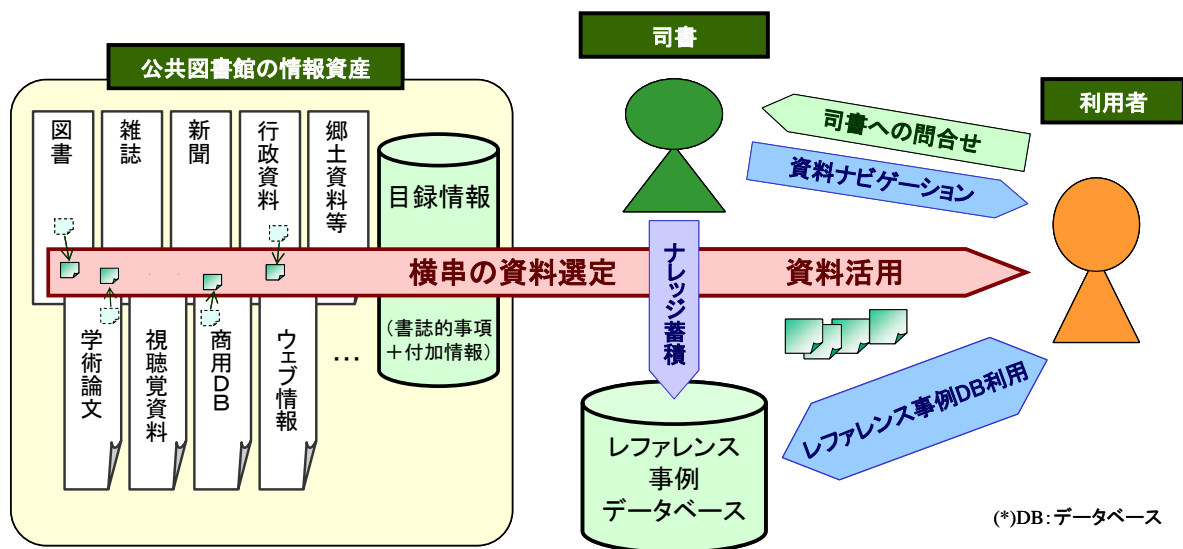 公共図書館の情報資産
図書
雑誌
新聞
行政資料
郷土資料等
学術論文
視聴覚資料
商用DB
ウェブ情報
…
目録情報
(書誌的事項
+付加情報)
横串の資料選定
資料活用
司書
ナレッジ蓄積
レファレンス
事例
データベース
利用者
司書への問合せ
資料ナビゲーション
レファレンス事例DB利用
(*)DB:データベース